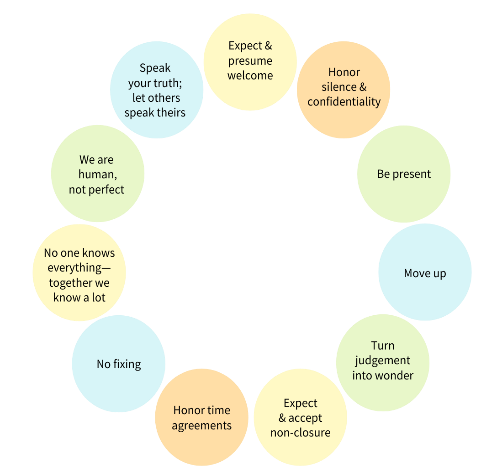 Expect &
presume
welcome
Honor
silence &
confidentiality
Be present
Move up
Turn
judgement
into wonder
Expect
& accept
non-closure
Honor time
agreements
No fixing
No one knows
everything—
together we
know a lot
We are
human,
not perfect
Speak
your truth;
let others
speak theirs